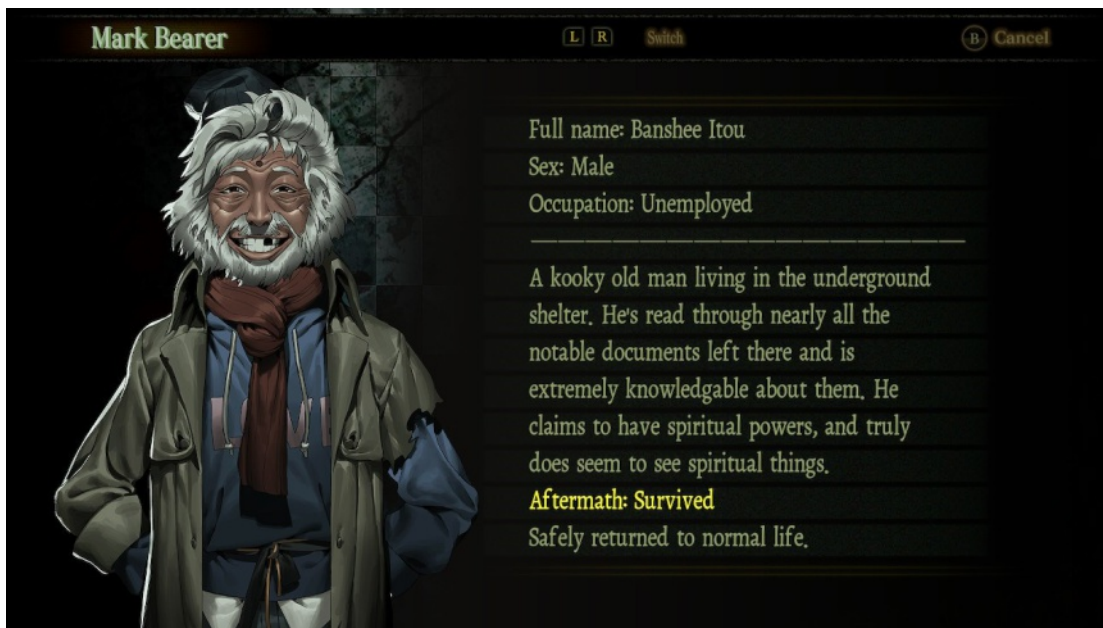 Mark Bearer
L R Switch
B Cancel
Full name: Banshee Itou
Sex: Male
Occupation: Unemployed
A kooky old man living in the underground
shelter. He's read through nearly all the
notable documents left there and is
extremely knowledgable about them. He
claims to have spiritual powers, and truly
does seem to see spiritual things.
Aftermath: Survived
Safely returned to normal life.